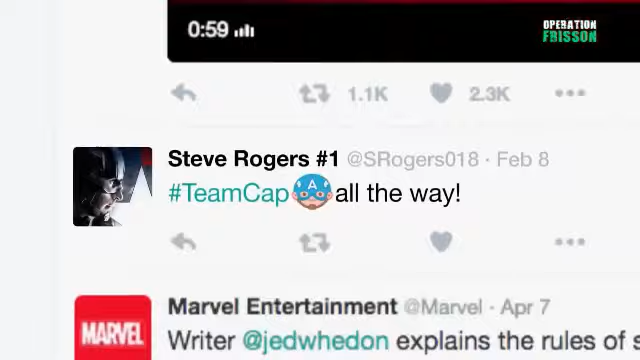 0:59
OPERATION
FRISSON
1.1K 2.3K
Steve Rogers #1 @SRogers018 · Feb 8
#TeamCap A all the way!
Marvel Entertainment @Marvel · Apr 7
MARVEL
Writer @jedwhedon explains the rules of s